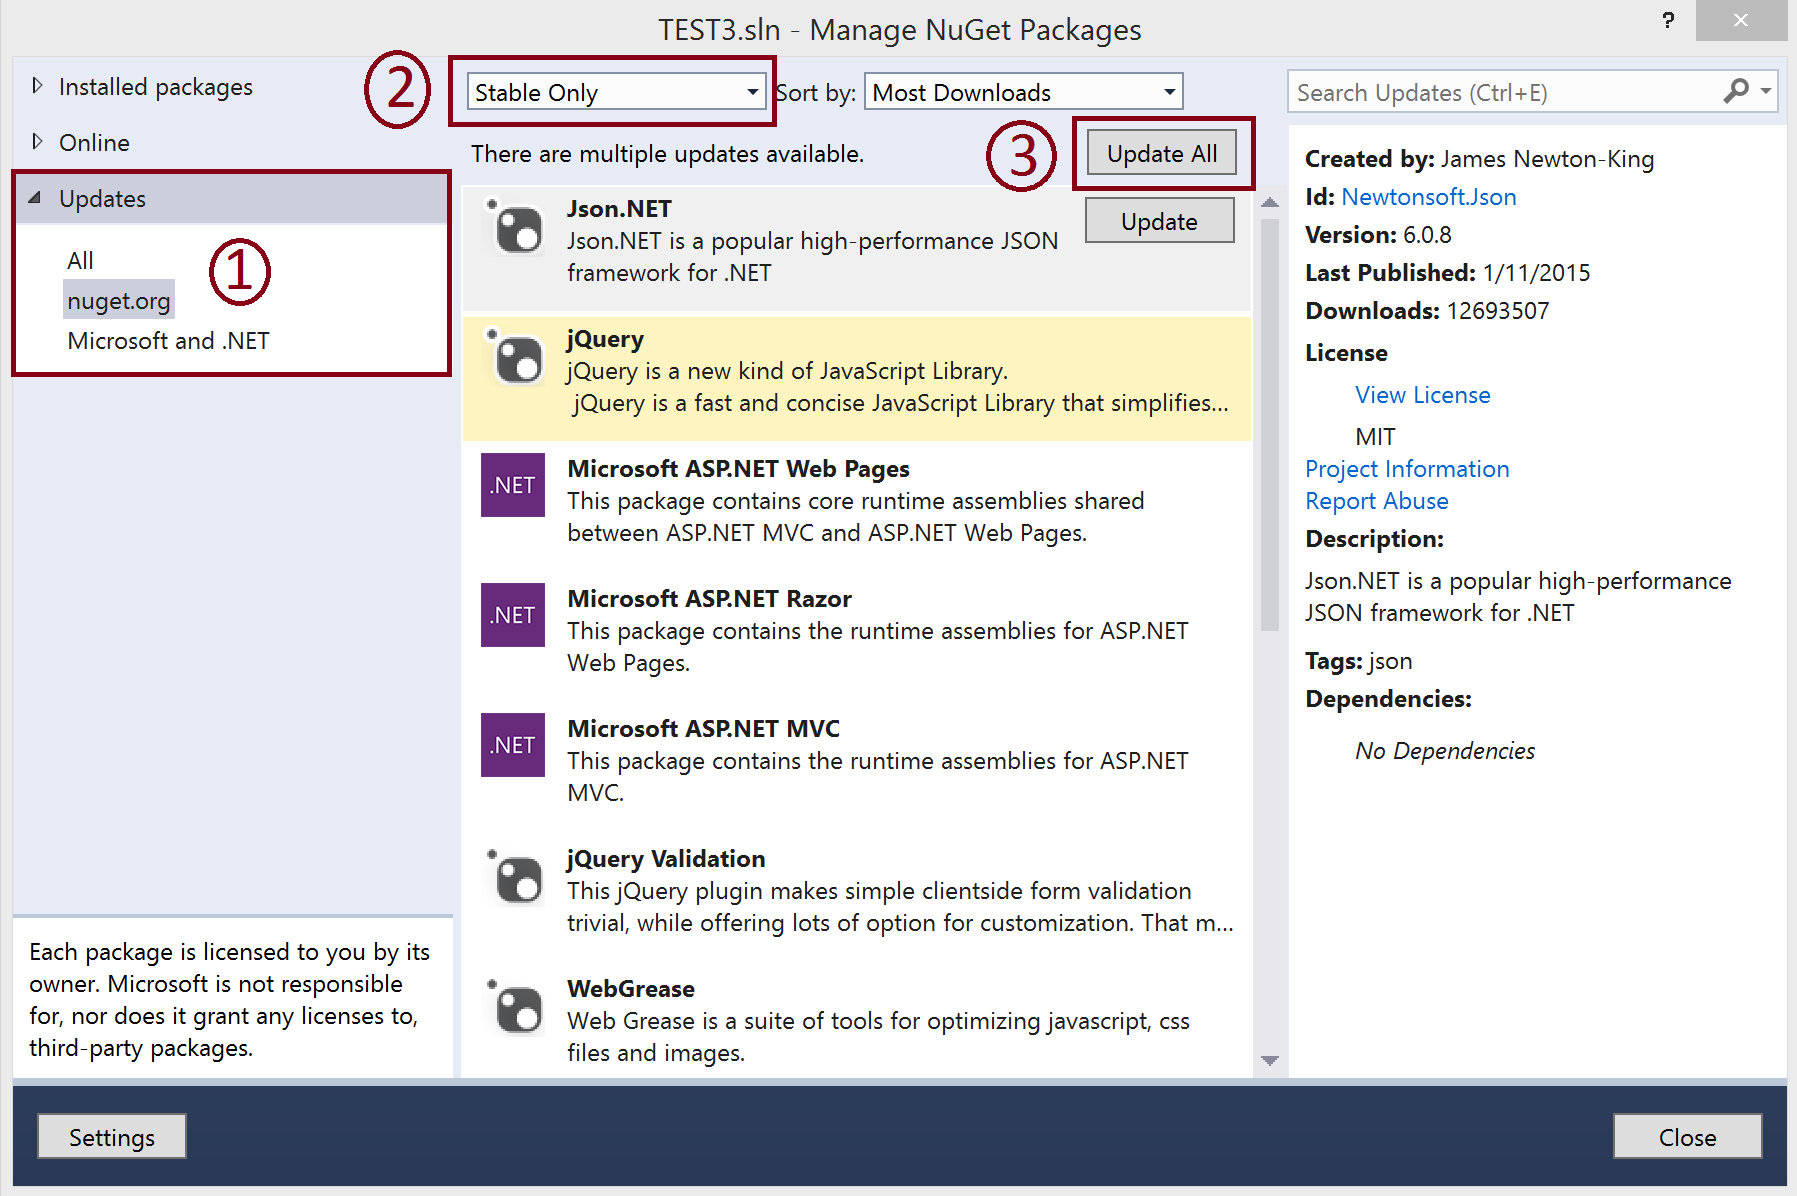 TEST3.sln - Manage NuGet Packages
?
Installed packages
Online
Updates
All
nuget.org
Microsoft and .NET
1
Each package is licensed to you by its
owner. Microsoft is not responsible
for, nor does it grant any licenses to,
third-party packages.
2
Stable Only
Sort by:
Most Downloads
There are multiple updates available.
3
Update All
Json.NET
Json.NET is a popular high-performance JSON
framework for .NET
Update
jQuery
jQuery is a new kind of JavaScript Library.
jQuery is a fast and concise JavaScript Library that simplifies...
.NET
Microsoft ASP.NET Web Pages
This package contains core runtime assemblies shared
between ASP.NET MVC and ASP.NET Web Pages.
.NET
Microsoft ASP.NET Razor
This package contains the runtime assemblies for ASP.NET
Web Pages.
.NET
Microsoft ASP.NET MVC
This package contains the runtime assemblies for ASP.NET
MVC.
jQuery Validation
This jQuery plugin makes simple clientside form validation
trivial, while offering lots of option for customization. That m...
WebGrease
Web Grease is a suite of tools for optimizing javascript, css
files and images.
Search Updates (Ctrl+E)
Created by: James Newton-King
Id: Newtonsoft.Json
Version: 6.0.8
Last Published: 1/11/2015
Downloads: 12693507
License
View License
MIT
Project Information
Report Abuse
Description:
Json.NET is a popular high-performance
JSON framework for .NET
Tags: json
Dependencies:
No Dependencies
Settings
Close